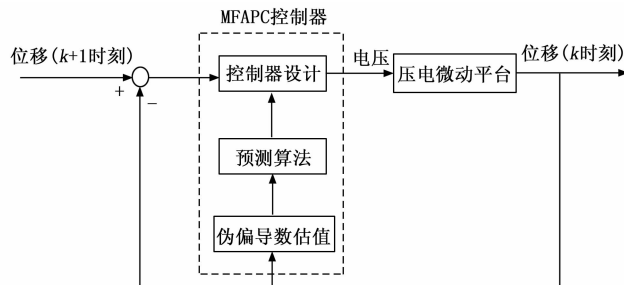 MFAPC控制器
位移(k+1时刻)
+
−
控制器设计
电压
压电微动平台
位移(k时刻)
预测算法
伪偏导数估值